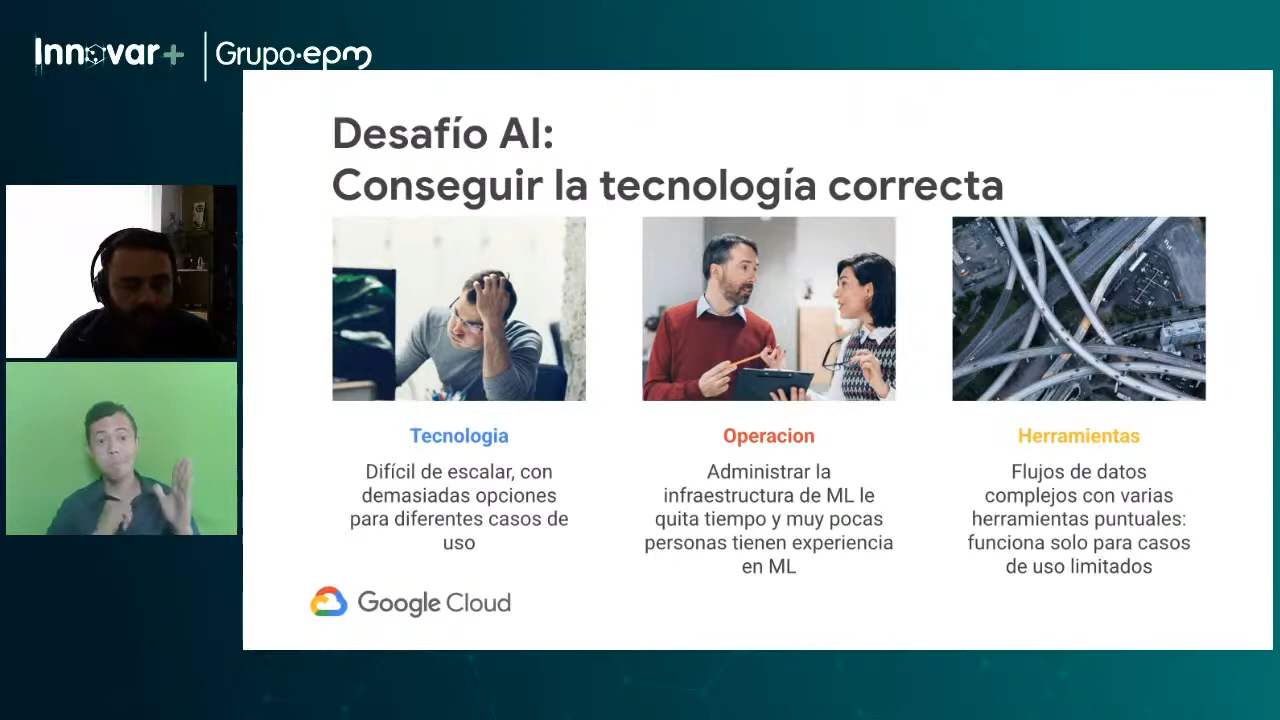 Innovar+
Grupo·epm
Desafío AI:
Conseguir la tecnología correcta
Tecnologia
Difícil de escalar, con
demasiadas opciones
para diferentes casos de
uso
Operacion
Administrar la
infraestructura de ML le
quita tiempo y muy pocas
personas tienen experiencia
en ML
Herramientas
Flujos de datos
complejos con varias
herramientas puntuales:
funciona solo para casos
de uso limitados
Google Cloud